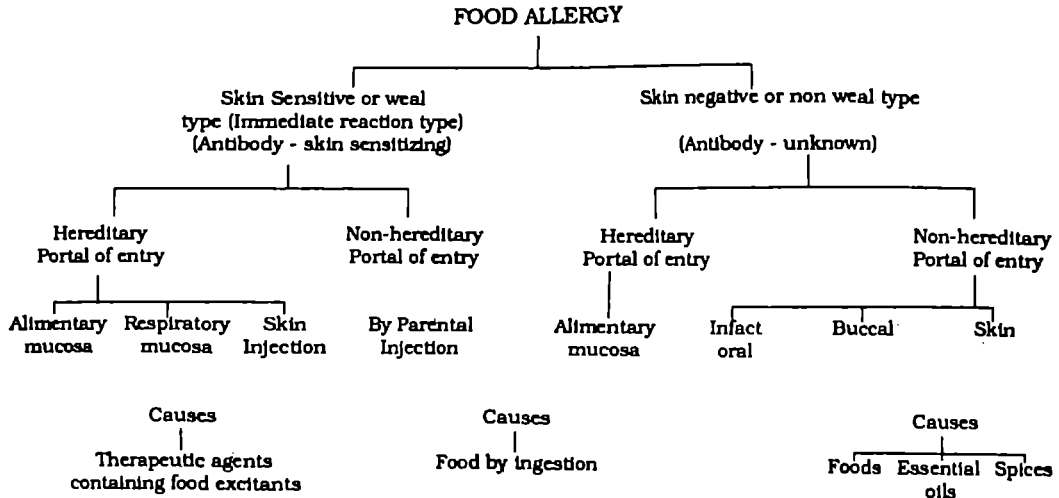 FOOD ALLERGY
Skin Sensitive or weal
type (Immediate reaction type)
(Antibody - skin sensitizing)
Skin negative or non weal type
(Antibody - unknown)
Hereditary
Portal of entry
Non-hereditary
Portal of entry
Hereditary
Portal of entry
Non-hereditary
Portal of entry
Alimentary
mucosa
Respiratory
mucosa
Skin
Injection
By Parental
Injection
Alimentary
mucosa
Infact
oral
Buccal
Skin
Causes
Therapeutic agents
containing food excitants
Causes
Food by ingestion
Causes
Foods
Essential
oils
Spices